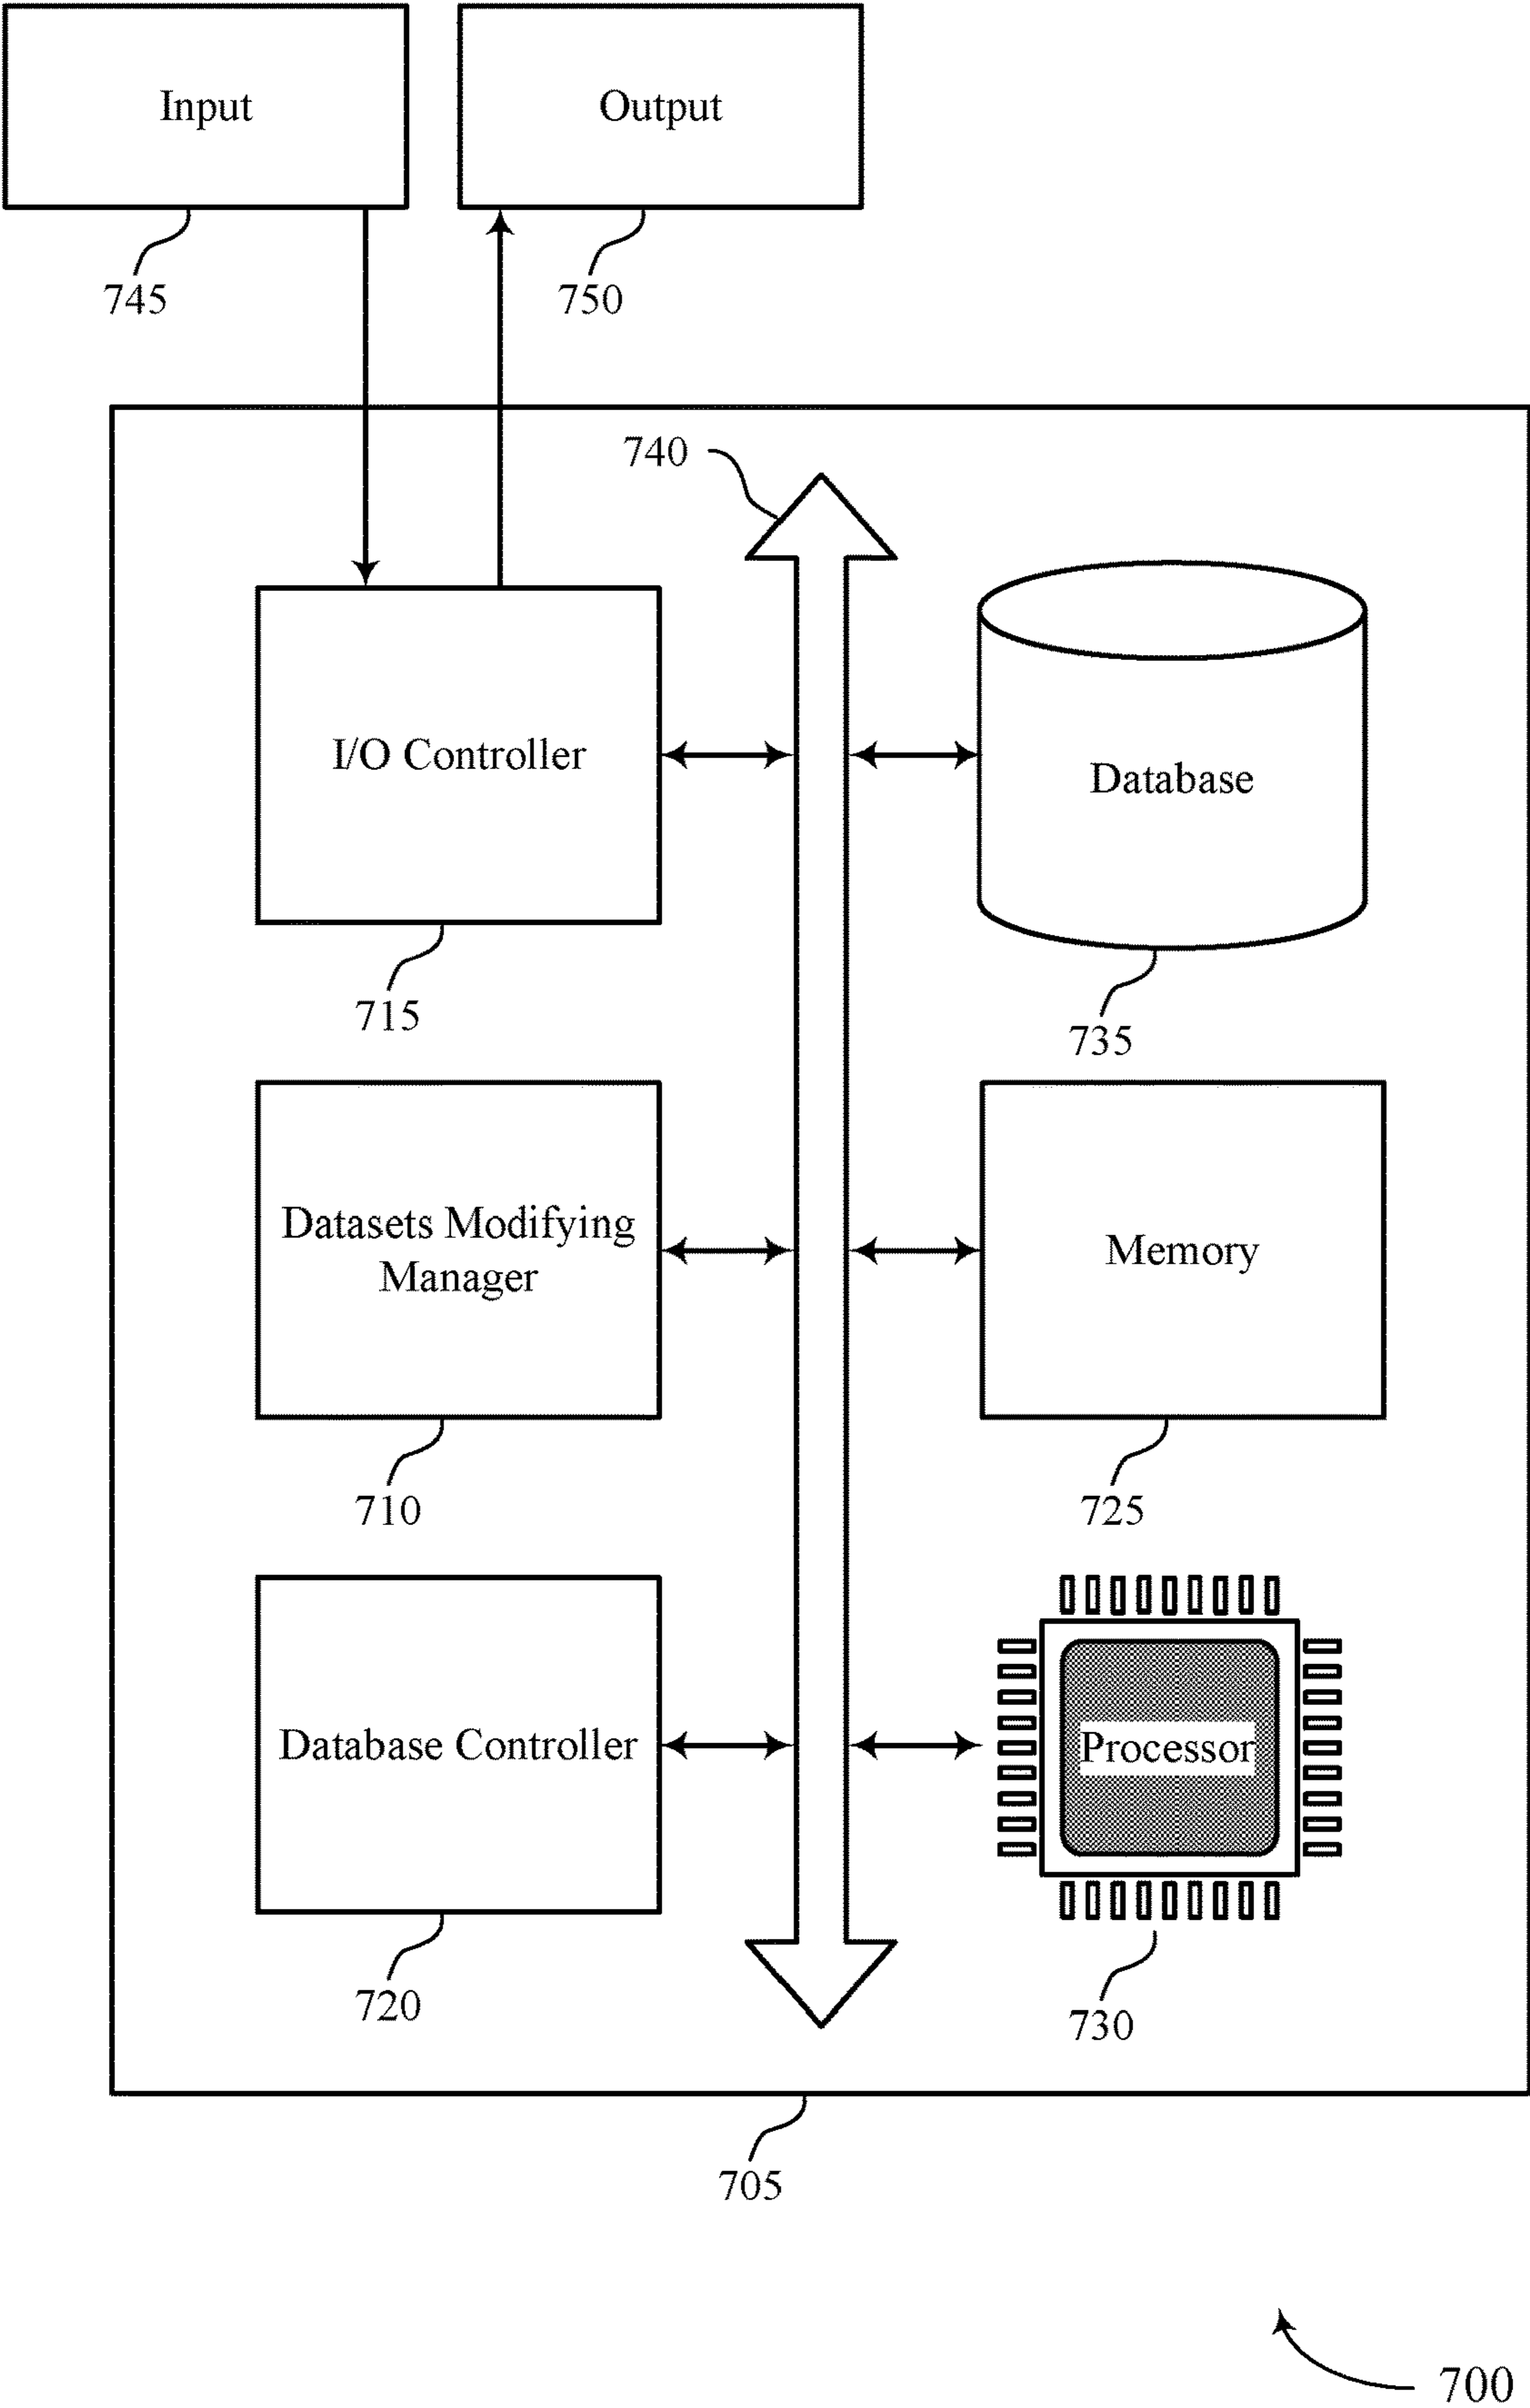 Input
Output
745
750
740
I/O Controller
Database
715
735
Datasets Modifying
Manager
Memory
710
725
Database Controller
Processor
720
730
705
700